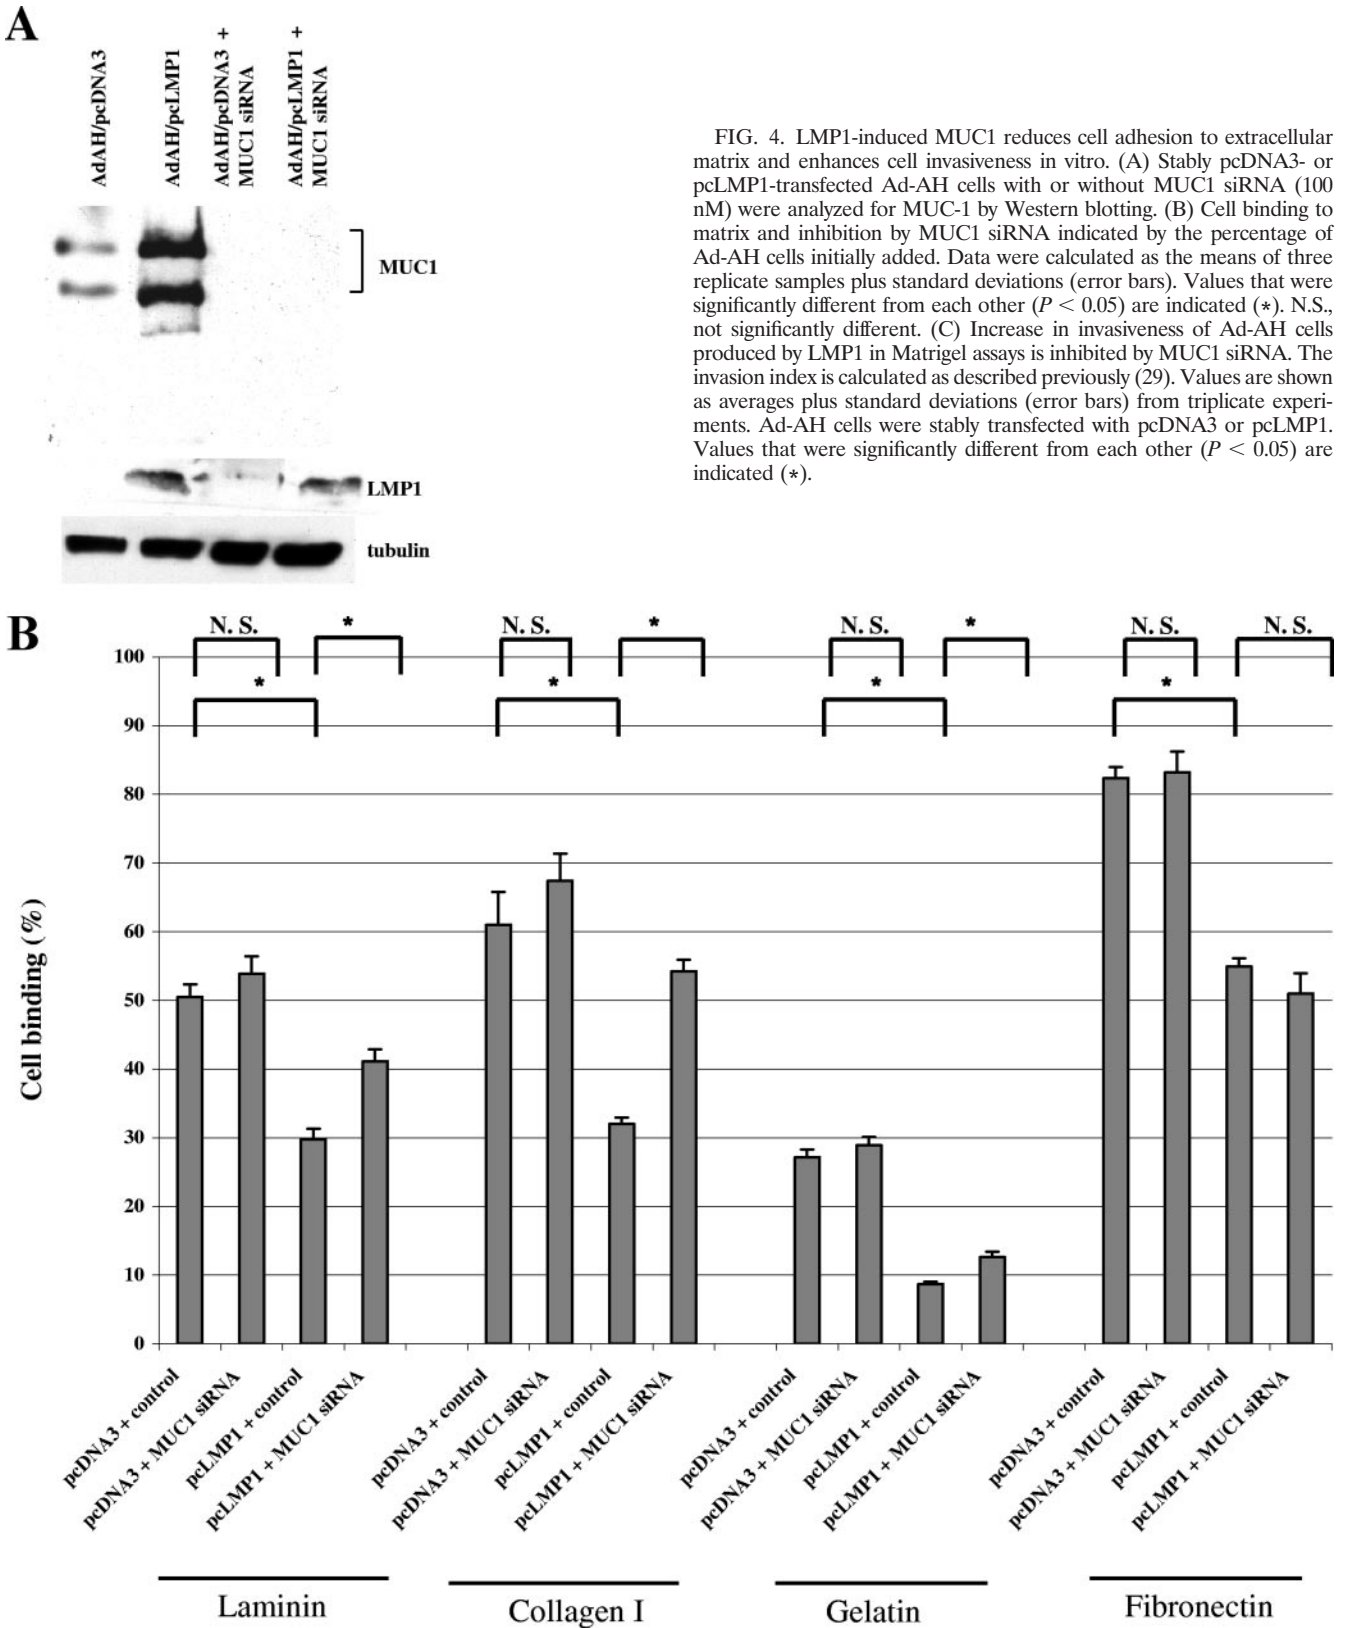 A
AdAH/pcDNA3
AdAH/pcLMP1
AdAH/pcDNA3 +
MUC1 siRNA
AdAH/pcLMP1 +
MUC1 siRNA
MUC1
LMP1
tubulin
FIG. 4. LMP1-induced MUC1 reduces cell adhesion to extracellular
matrix and enhances cell invasiveness in vitro. (A) Stably pcDNA3- or
pcLMP1-transfected Ad-AH cells with or without MUC1 siRNA (100
nM) were analyzed for MUC-1 by Western blotting. (B) Cell binding to
matrix and inhibition by MUC1 siRNA indicated by the percentage of
Ad-AH cells initially added. Data were calculated as the means of three
replicate samples plus standard deviations (error bars). Values that were
significantly different from each other (P < 0.05) are indicated (*). N.S.,
not significantly different. (C) Increase in invasiveness of Ad-AH cells
produced by LMP1 in Matrigel assays is inhibited by MUC1 siRNA. The
invasion index is calculated as described previously (29). Values are shown
as averages plus standard deviations (error bars) from triplicate experi-
ments. Ad-AH cells were stably transfected with pcDNA3 or pcLMP1.
Values that were significantly different from each other (P < 0.05) are
indicated (*).
B
N. S. * N. S. * N. S. * N. S. N. S.
* * * *
Cell binding (%)
100
90
80
70
60
50
40
30
20
10
0
pcDNA3 + control
pcDNA3 + MUC1 siRNA
pcLMP1 + control
pcLMP1 + MUC1 siRNA
pcDNA3 + control
pcDNA3 + MUC1 siRNA
pcLMP1 + control
pcLMP1 + MUC1 siRNA
pcDNA3 + control
pcDNA3 + MUC1 siRNA
pcLMP1 + control
pcLMP1 + MUC1 siRNA
pcDNA3 + control
pcDNA3 + MUC1 siRNA
pcLMP1 + control
pcLMP1 + MUC1 siRNA
Laminin
Collagen I
Gelatin
Fibronectin